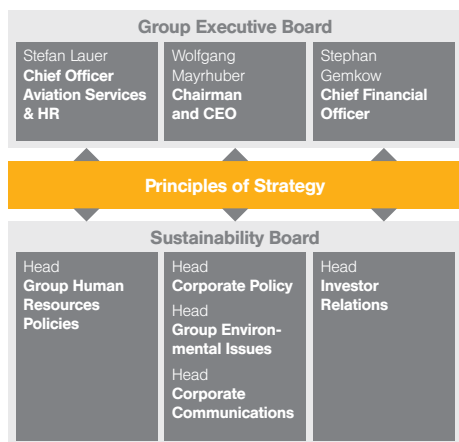 Group Executive Board
Stefan Lauer
Chief Officer
Aviation Services
& HR
Wolfgang
Mayrhuber
Chairman
and CEO
Stephan
Gemkow
Chief Financial
Officer
Principles of Strategy
Sustainability Board
Head
Group Human
Resources
Policies
Head
Corporate Policy
Head
Group Environ-
mental Issues
Head
Corporate
Communications
Head
Investor
Relations